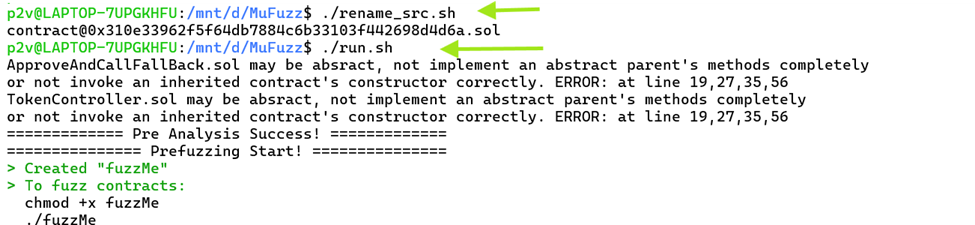 p2v@LAPTOP-7UPGKHFU:/mnt/d/MuFuzz$ ./rename_src.sh
contract@0x310e33962f5f64db7884c6b33103f442698d4d6a.sol
p2v@LAPTOP-7UPGKHFU:/mnt/d/MuFuzz$ ./run.sh
ApproveAndCallFallBack.sol may be absract, not implement an abstract parent's methods completely
or not invoke an inherited contract's constructor correctly. ERROR: at line 19,27,35,56
TokenController.sol may be absract, not implement an abstract parent's methods completely
or not invoke an inherited contract's constructor correctly. ERROR: at line 19,27,35,56
============= Pre Analysis Success! =============
=============== Prefuzzing Start! ===============
> Created "fuzzMe"
> To fuzz contracts:
  chmod +x fuzzMe
  ./fuzzMe